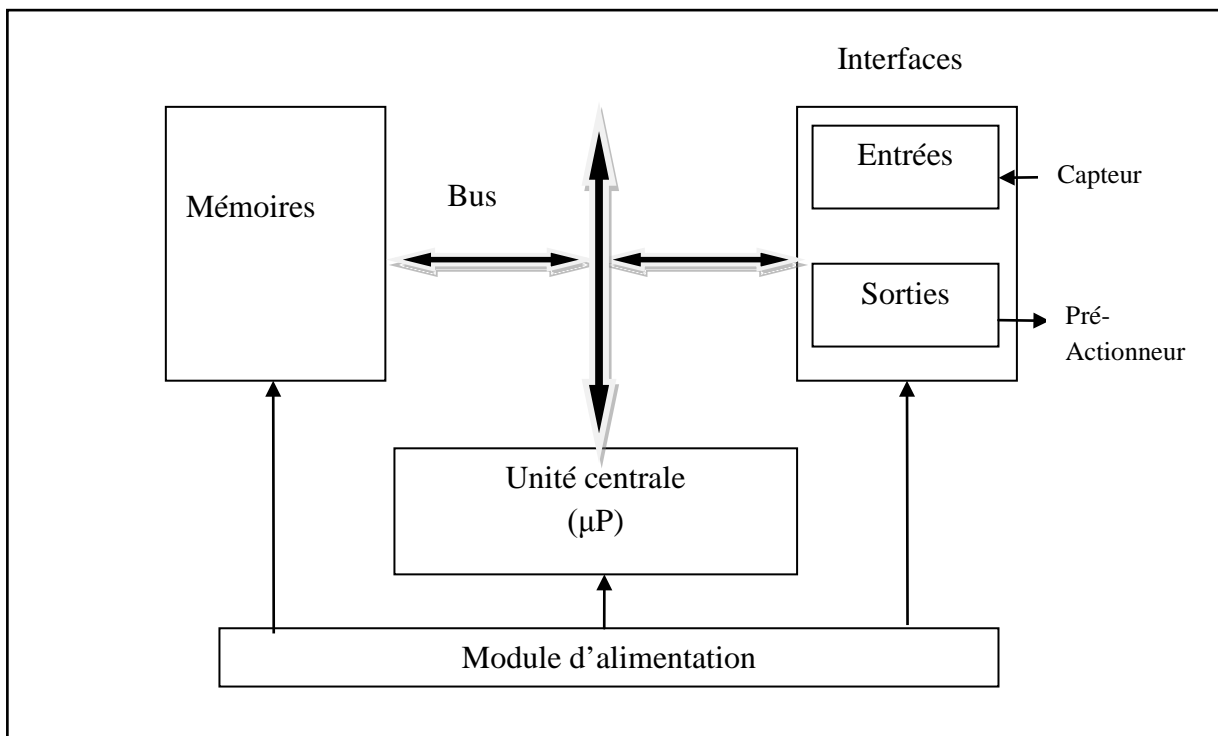 Interfaces
Mémoires
Bus
Entrées
Capteur
Sorties
Pré-
Actionneur
Unité centrale
(μP)
Module d’alimentation